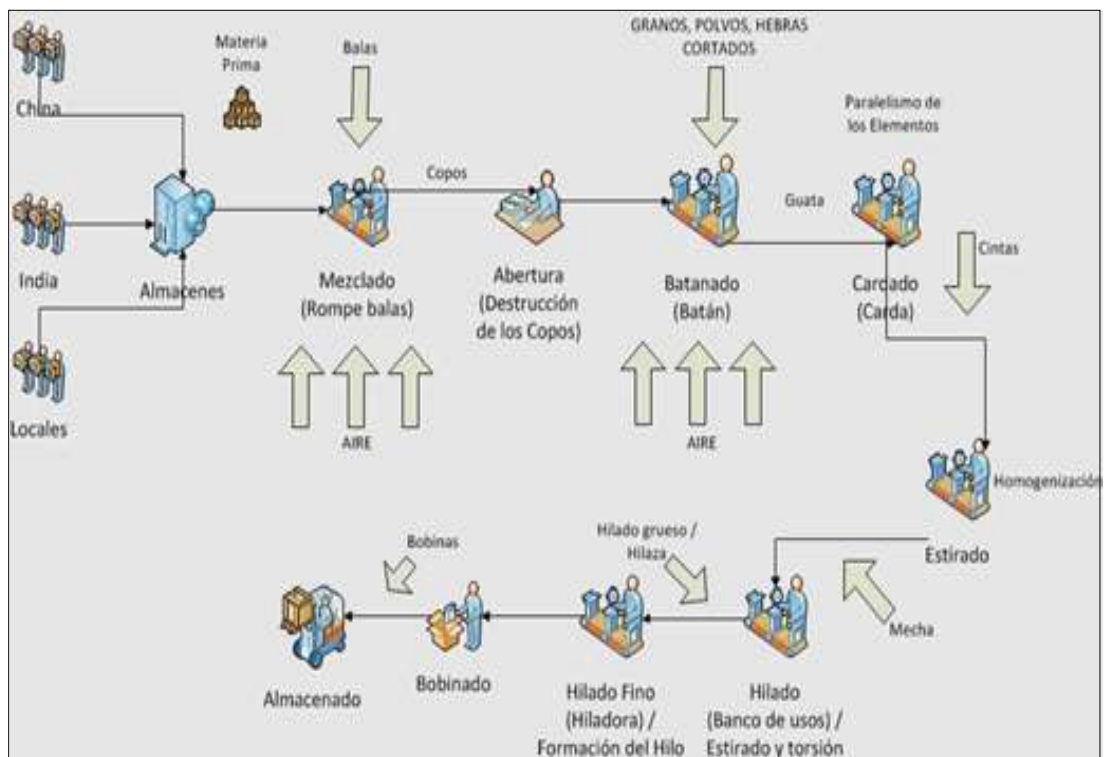 China
India
Locales
Materia
Prima
Almacenes
Balas
Mezclado
(Rompe balas)
AIRE
Copos
Abertura
(Destrucción
de los Copos)
GRANOS, POLVOS, HEBRAS
CORTADOS
Batanado
(Batán)
AIRE
Guata
Paralelismo de
los Elementos
Cardado
(Carda)
Cintas
Homogenización
Estirado
Mecha
Hilado
(Banco de usos) /
Estirado y torsión
Hilado grueso /
Hilaza
Hilado Fino
(Hiladora) /
Formación del Hilo
Bobinado
Bobinas
Almacenado